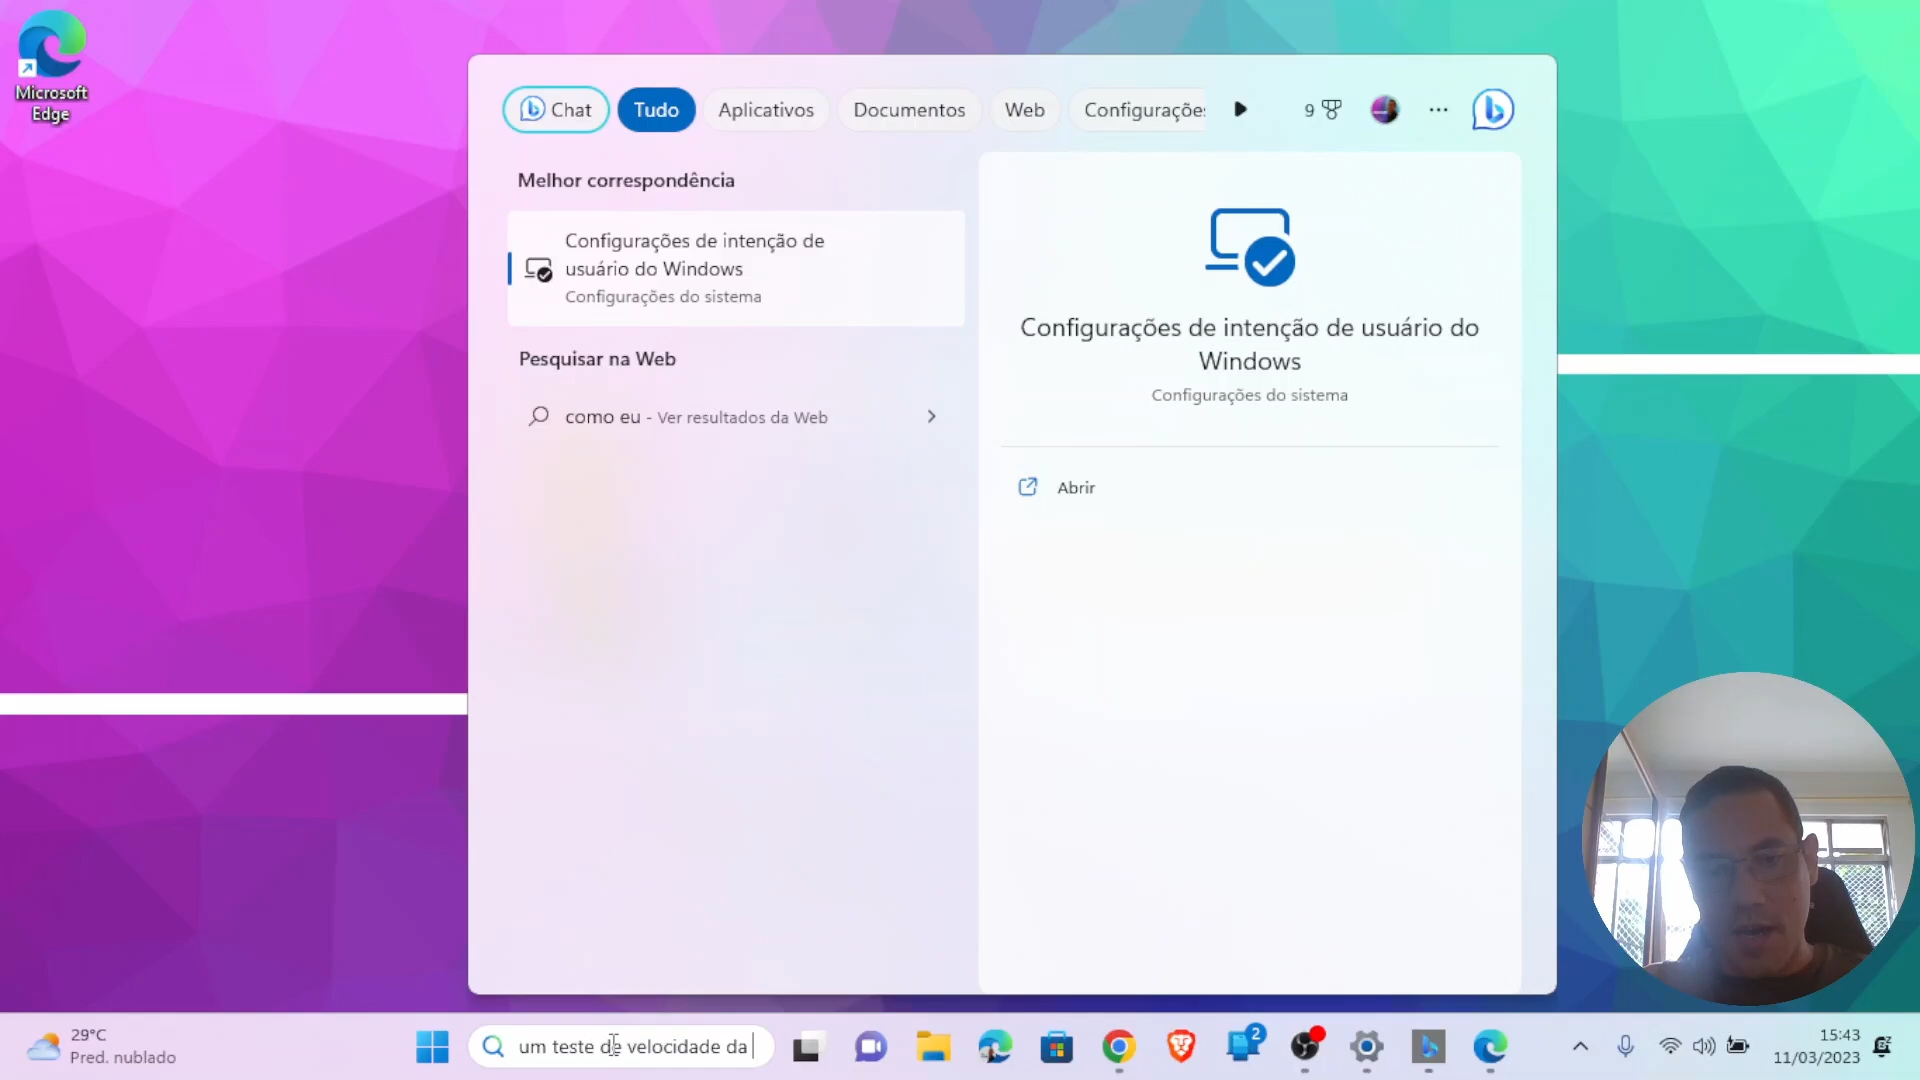 Microsoft
Edge
Chat
Tudo
Aplicativos
Documentos
Web
Configurações
9
Melhor correspondência
Configurações de intenção de
usuário do Windows
Configurações do sistema
Pesquisar na Web
como eu - Ver resultados da Web
Configurações de intenção de usuário do
Windows
Configurações do sistema
Abrir
29°C
Pred. nublado
um teste de velocidade da
2
15:43
11/03/2023